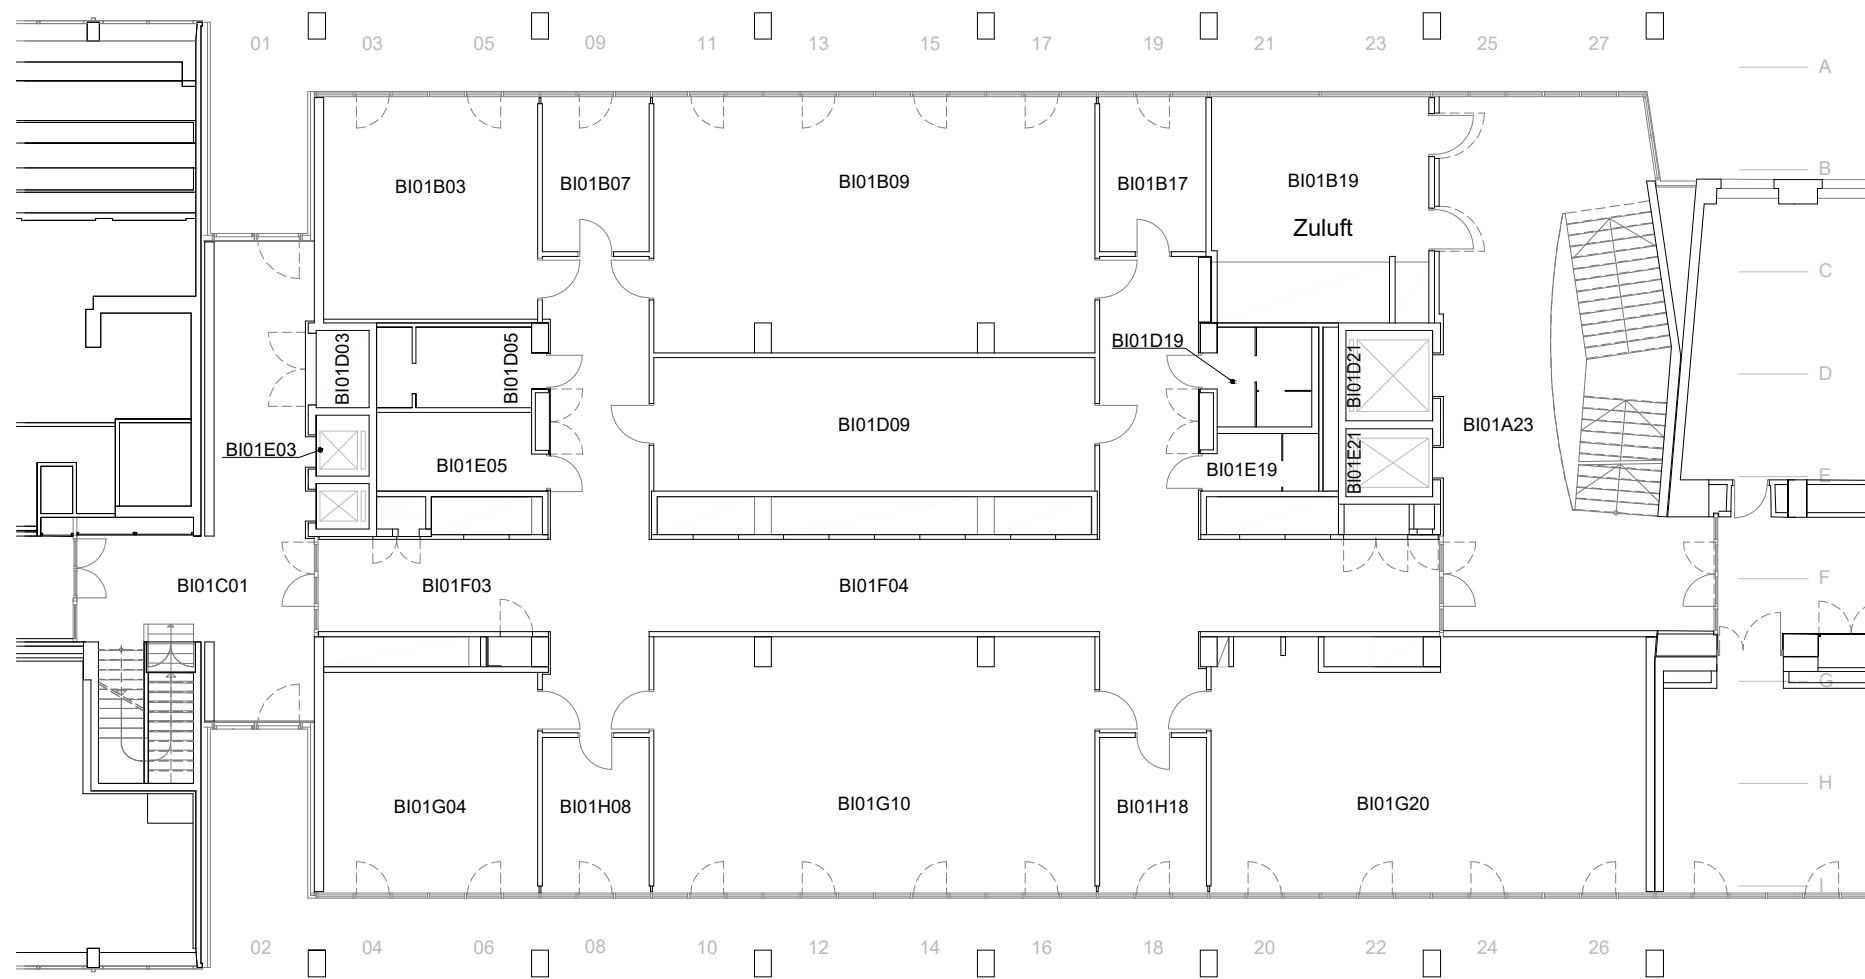 01 03 05 09 11 13 15 17 19 21 23 25 27
A
B
BI01B03 BI01B07 BI01B09 BI01B17 BI01B19
Zuluft
C
BI01D03 BI01D05 BI01D19 BI01D21
D
BI01D09 BI01A23
BI01E03 BI01E05 BI01E19 BI01E21
E
BI01C01 BI01F03 BI01F04
F
G
H
BI01G04 BI01H08 BI01G10 BI01H18 BI01G20
I
02 04 06 08 10 12 14 16 18 20 22 24 26